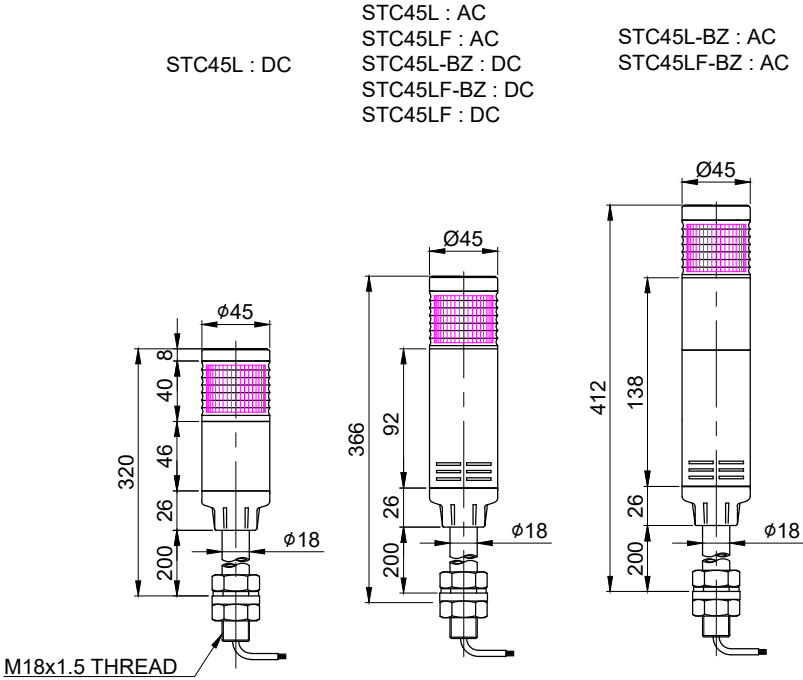 STC45L : DC
STC45L : AC
STC45LF : AC
STC45L-BZ : DC
STC45LF-BZ : DC
STC45LF : DC
STC45L-BZ : AC
STC45LF-BZ : AC
ϕ45
8
40
46
26
200
320
ϕ18
M18x1.5 THREAD
Ø45
366
92
26
200
ϕ18
Ø45
412
138
26
200
ϕ18